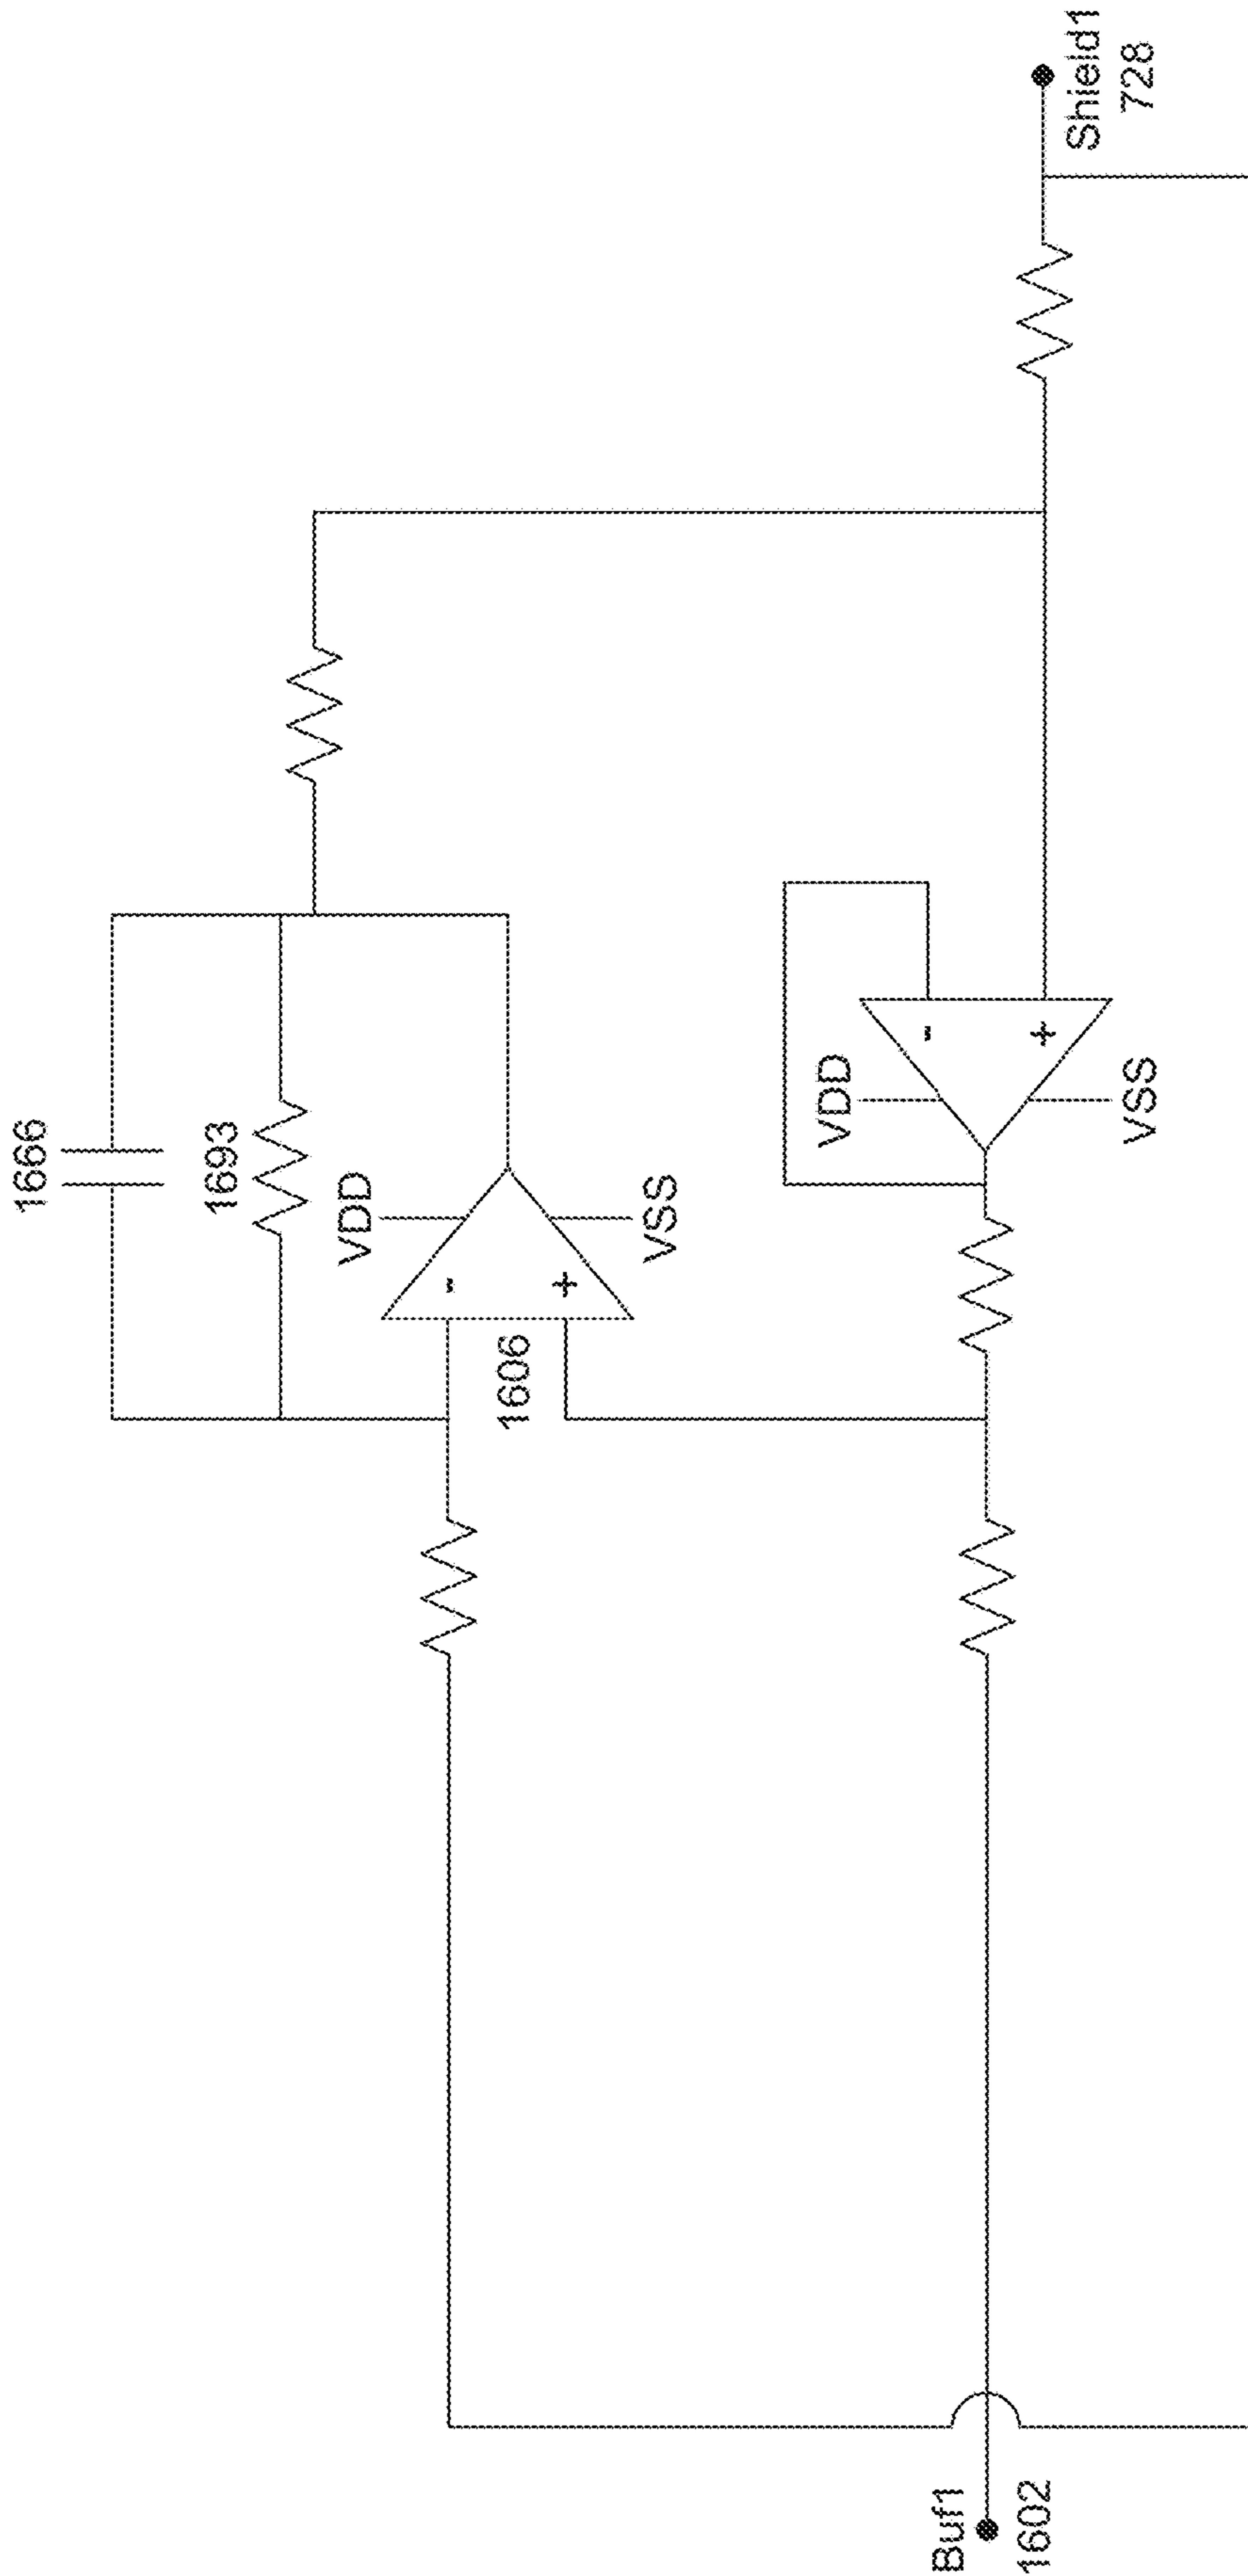 1666
1693
VDD
1606
VSS
VDD
VSS
-
+
-
+
Shield1
728
Buf1
1602